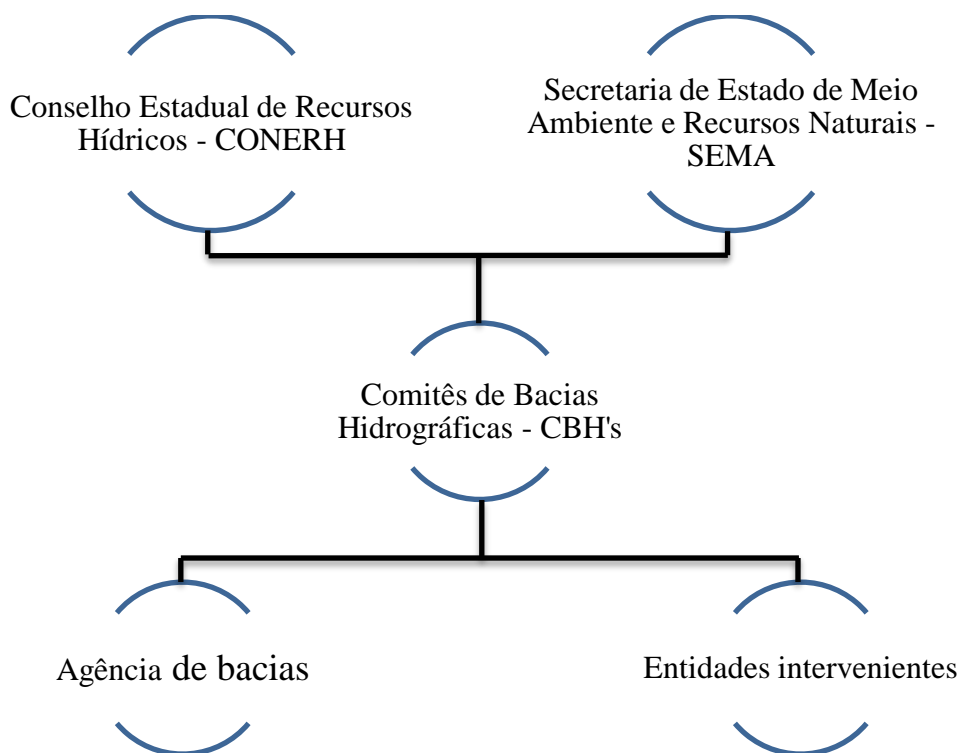 Conselho Estadual de Recursos
Hídricos - CONERH
Secretaria de Estado de Meio
Ambiente e Recursos Naturais -
SEMA
Comitês de Bacias
Hidrográficas - CBH's
Agência de bacias
Entidades intervenientes